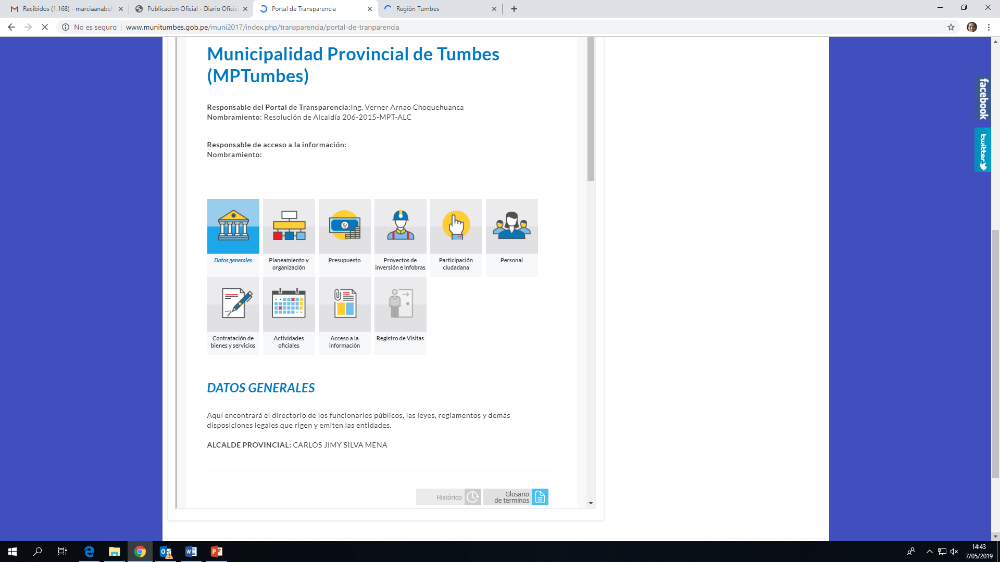 Recibidos (1.168) - marciaanabel
Publicacion Oficial - Diario Oficia
Portal de Transparencia
Región Tumbes
No es seguro
www.munitumbes.gob.pe/muni2017/index.php/transparencia/portal-de-tranparencia
Municipalidad Provincial de Tumbes
(MPTumbes)
Responsable del Portal de Transparencia:Ing. Verner Arnao Choquehuanca
Nombramiento: Resolución de Alcaldía 206-2015-MPT-ALC
Responsable de acceso a la información:
Nombramiento:
facebook
twitter
Datos generales
Planeamiento y
organización
Presupuesto
Proyectos de
inversión e Infobras
Participación
ciudadana
Personal
Contratación de
bienes y servicios
Actividades
oficiales
Acceso a la
información
Registro de Visitas
DATOS GENERALES
Aquí encontrará el directorio de los funcionarios públicos, las leyes, reglamentos y demás
disposiciones legales que rigen y emiten las entidades.
ALCALDE PROVINCIAL: CARLOS JIMY SILVA MENA
Histórico
Glosario
de terminos
14:43
7/05/2019